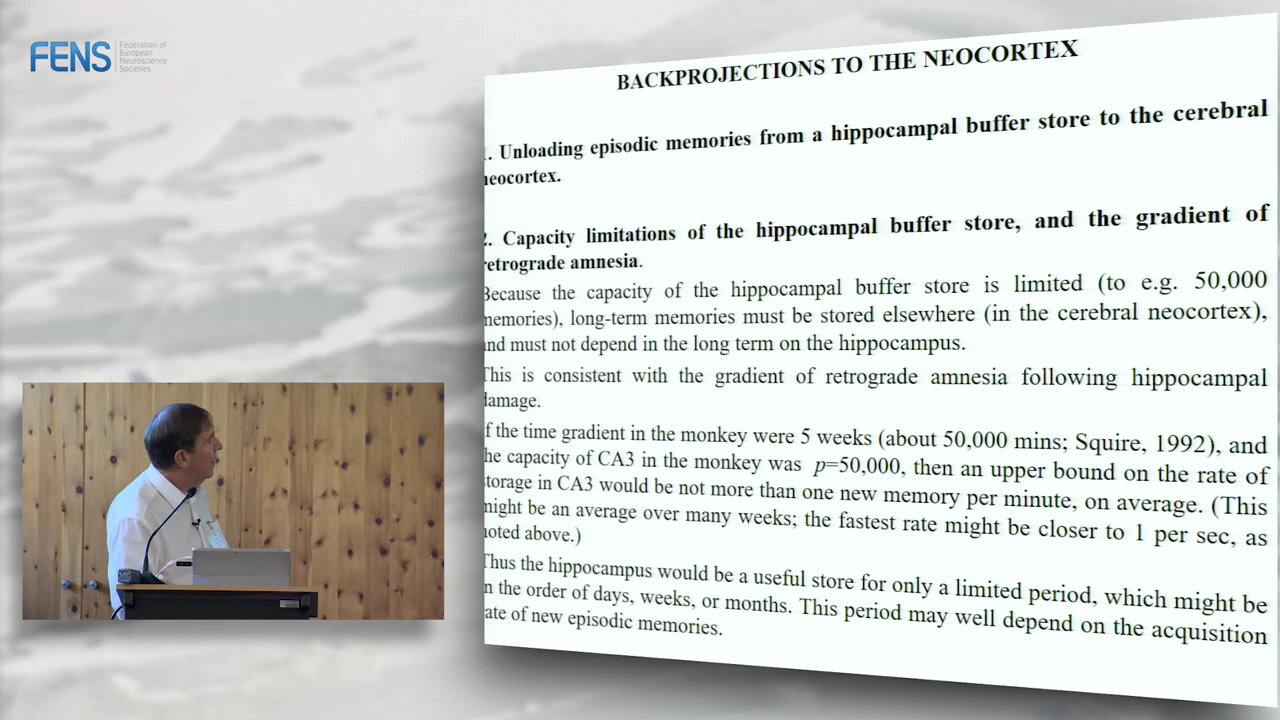 FENS
Federation of
European
Neuroscience
Societies
BACKPROJECTIONS TO THE NEOCORTEX
. Unloading episodic memories from a hippocampal buffer store to the cerebral
neocortex.
2. Capacity limitations of the hippocampal buffer store, and the gradient of
retrograde amnesia.
Because the capacity of the hippocampal buffer store is limited (to e.g. 50,000
memories), long-term memories must be stored elsewhere (in the cerebral neocortex),
and must not depend in the long term on the hippocampus.
This is consistent with the gradient of retrograde amnesia following hippocampal
damage.
f the time gradient in the monkey were 5 weeks (about 50,000 mins; Squire, 1992), and
he capacity of CA3 in the monkey was p=50,000, then an upper bound on the rate of
torage in CA3 would be not more than one new memory per minute, on average. (This
might be an average over many weeks; the fastest rate might be closer to 1 per sec, as
noted above.)
Thus the hippocampus would be a useful store for only a limited period, which might be
n the order of days, weeks, or months. This period may well depend on the acquisition
ate of new episodic memories.